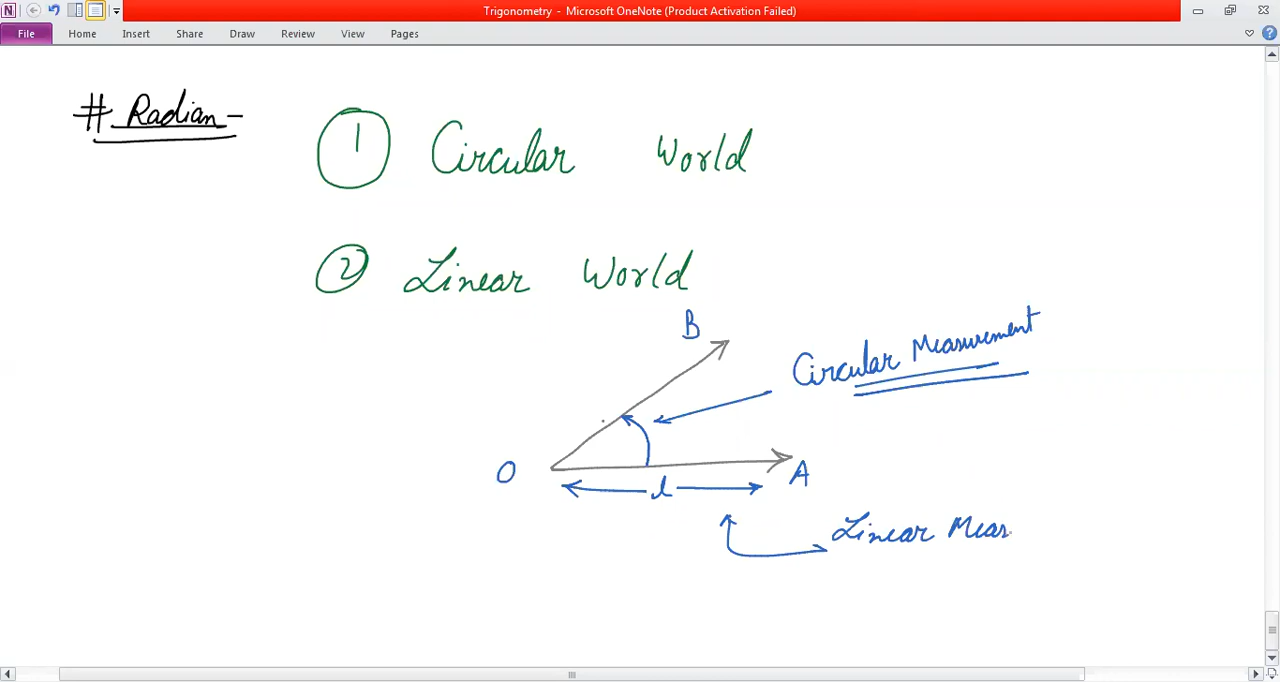 Trigonometry - Microsoft OneNote (Product Activation Failed)
File Home Insert Share Draw Review View Pages
# Radian -
1 Circular World
2 Linear World
B
Circular Measurement
O
A
l
Linear Meas